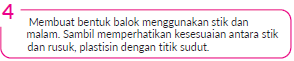 4
Membuat bentuk balok menggunakan stik dan
malam. Sambil memperhatikan kesesuaian antara stik
dan rusuk, plastisin dengan titik sudut.